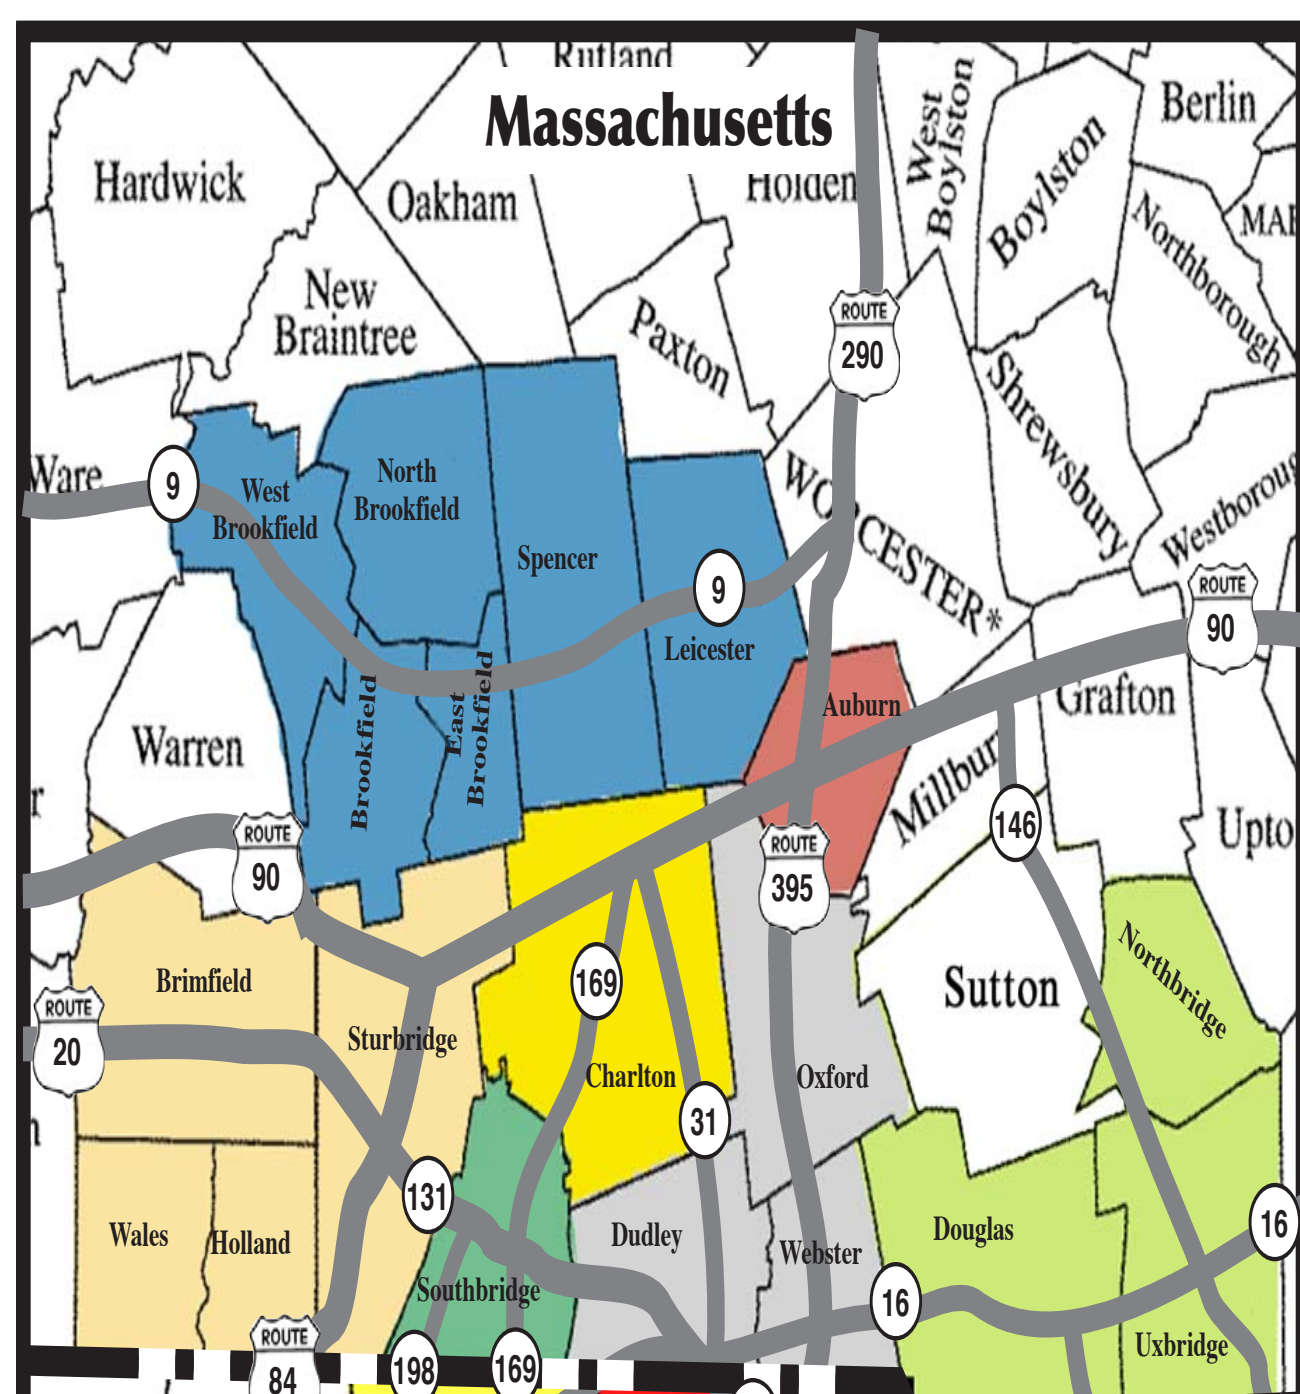 Rutland
Massachusetts
West
Boylston
Boylston
Berlin
Hardwick
Oakham
Holden
Northborough
New
Braintree
Paxton
ROUTE
290
Shrewsbury
Ware
9
West
Brookfield
North
Brookfield
Spencer
WORCESTER*
Westboroug
9
Leicester
ROUTE
90
Brookfield
East
Brookfield
Auburn
Grafton
Warren
Millbur
Upto
146
ROUTE
90
ROUTE
395
Brimfield
169
Sutton
Northbridge
ROUTE
20
Sturbridge
Charlton
Oxford
31
131
Wales
Holland
Dudley
Webster
Douglas
16
Southbridge
16
ROUTE
84
198
169
Uxbridge